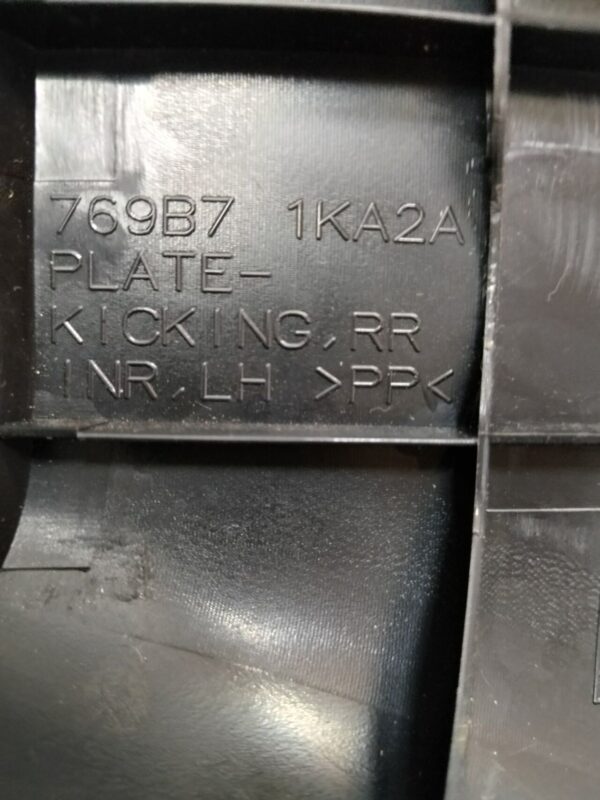 769B7 1KA2A
PLATE-
KICKING,RR
INR,LH >PP<